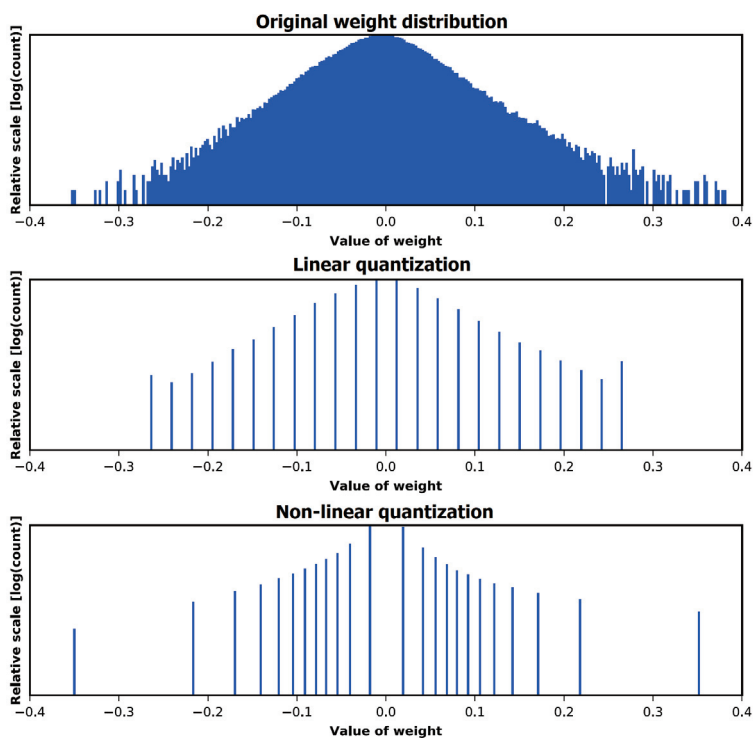 Original weight distribution
Relative scale [log(count)]
−0.4 −0.3 −0.2 −0.1 0.0 0.1 0.2 0.3 0.4
Value of weight
Linear quantization
Relative scale [log(count)]
−0.4 −0.3 −0.2 −0.1 0.0 0.1 0.2 0.3 0.4
Value of weight
Non-linear quantization
Relative scale [log(count)]
−0.4 −0.3 −0.2 −0.1 0.0 0.1 0.2 0.3 0.4
Value of weight